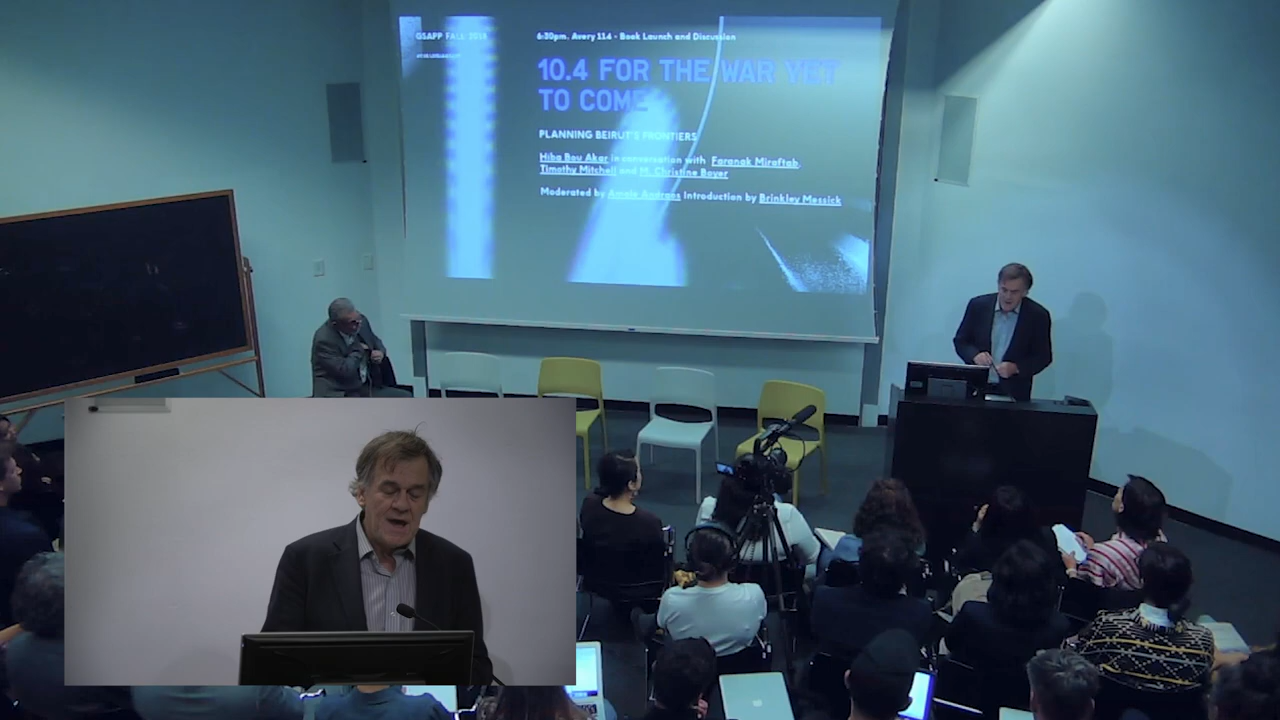 GSAPP FALL 2018
6:30pm. Avery 114 - Book Launch and Discussion
10.4 FOR THE WAR YET
TO COME
PLANNING BEIRUT'S FRONTIERS
Hiba Bou Akar in conversation with Faranak Miraftab,
Timothy Mitchell and M. Christine Boyer
Moderated by Amale Andraos Introduction by Brinkley Messick